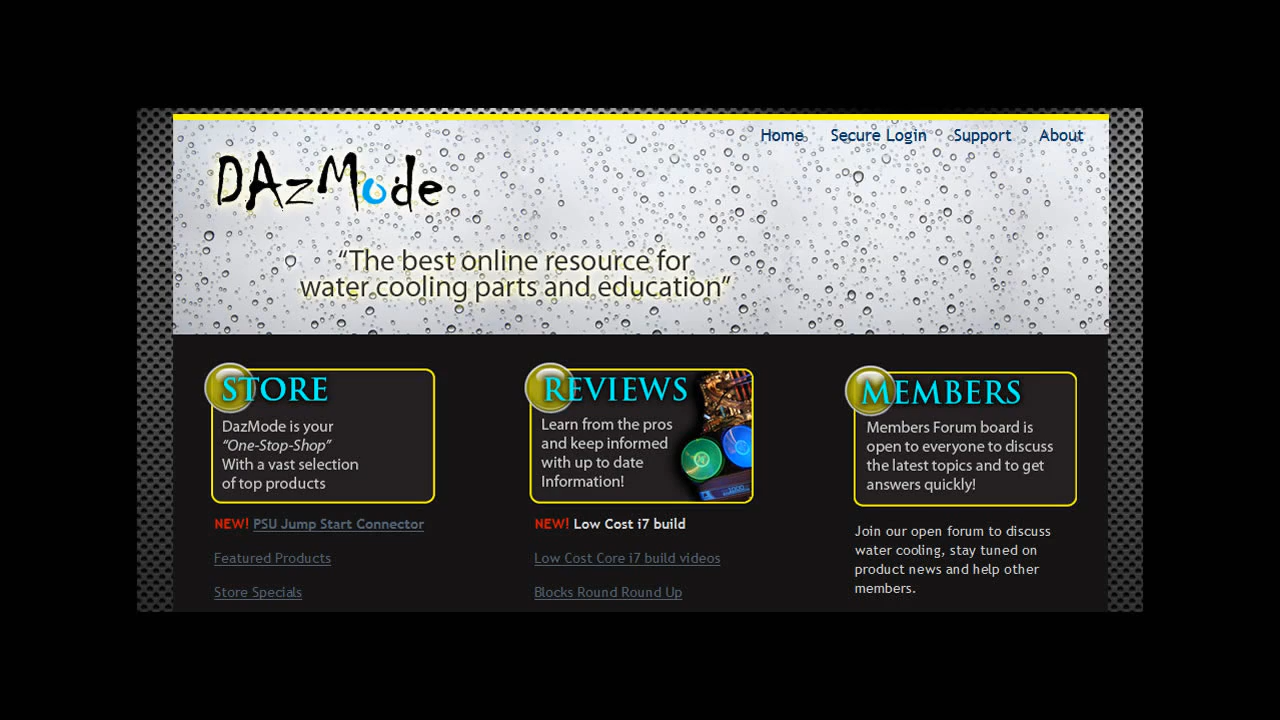 Home Secure Login Support About
DAzMode
“The best online resource for
water cooling parts and education”
STORE
DazMode is your
“One-Stop-Shop”
With a vast selection
of top products
NEW! PSU Jump Start Connector
Featured Products
Store Specials
REVIEWS
Learn from the pros
and keep informed
with up to date
Information!
NEW! Low Cost i7 build
Low Cost Core i7 build videos
Blocks Round Round Up
MEMBERS
Members Forum board is
open to everyone to discuss
the latest topics and to get
answers quickly!
Join our open forum to discuss
water cooling, stay tuned on
product news and help other
members.